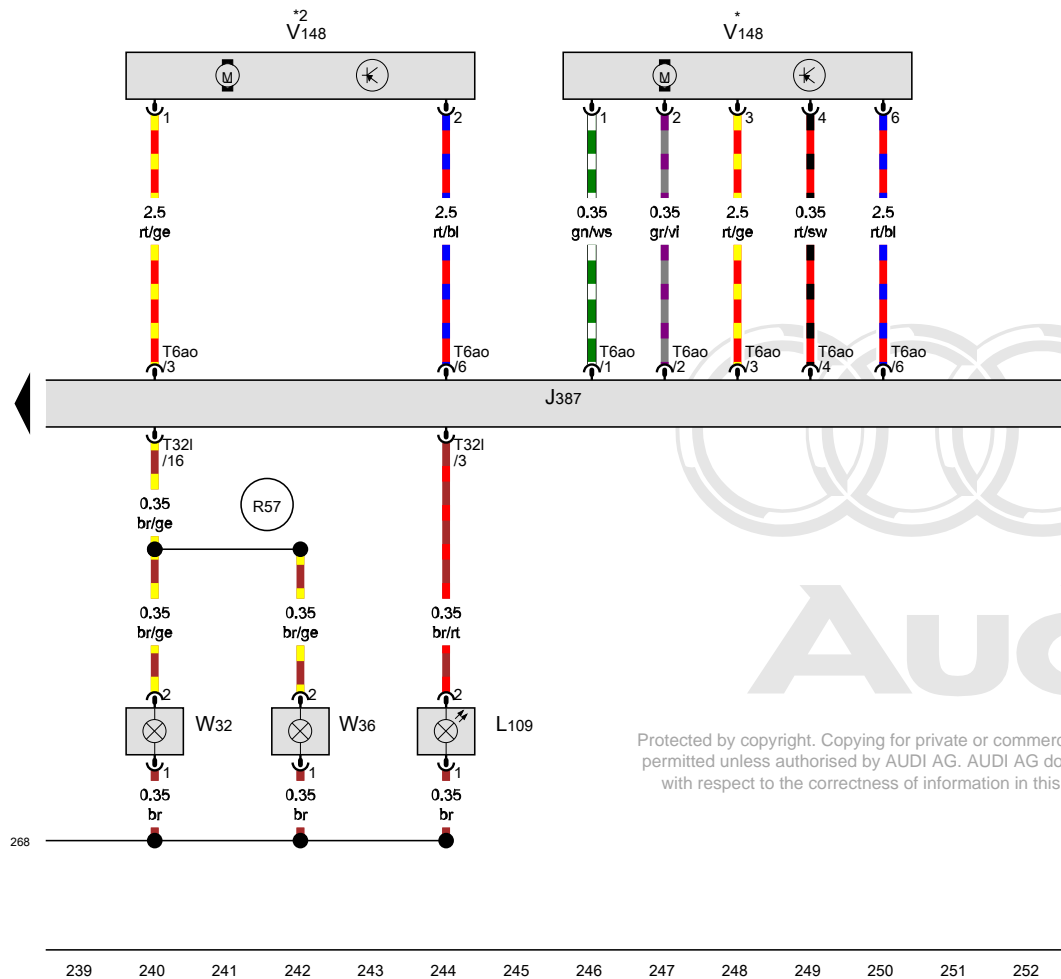 *2 *
V148 V148
M M
1 2 1 2 3 4 6
2.5 2.5 0.35 0.35 2.5 0.35 2.5
rt/ge rt/bl gn/ws gr/vi rt/ge rt/sw rt/bl
T6ao T6ao T6ao T6ao T6ao T6ao T6ao
/3 /6 /1 /2 /3 /4 /6
J387
T32l T32l
/16 /3
0.35 R57
br/ge
0.35 0.35 0.35
br/ge br/ge br/rt
2 2 2
W32 W36 L109
1 1 1
0.35 0.35 0.35
br br br
268
Protected by copyright. Copying for private or commerc
permitted unless authorised by AUDI AG. AUDI AG do
with respect to the correctness of information in this
239 240 241 242 243 244 245 246 247 248 249 250 251 252